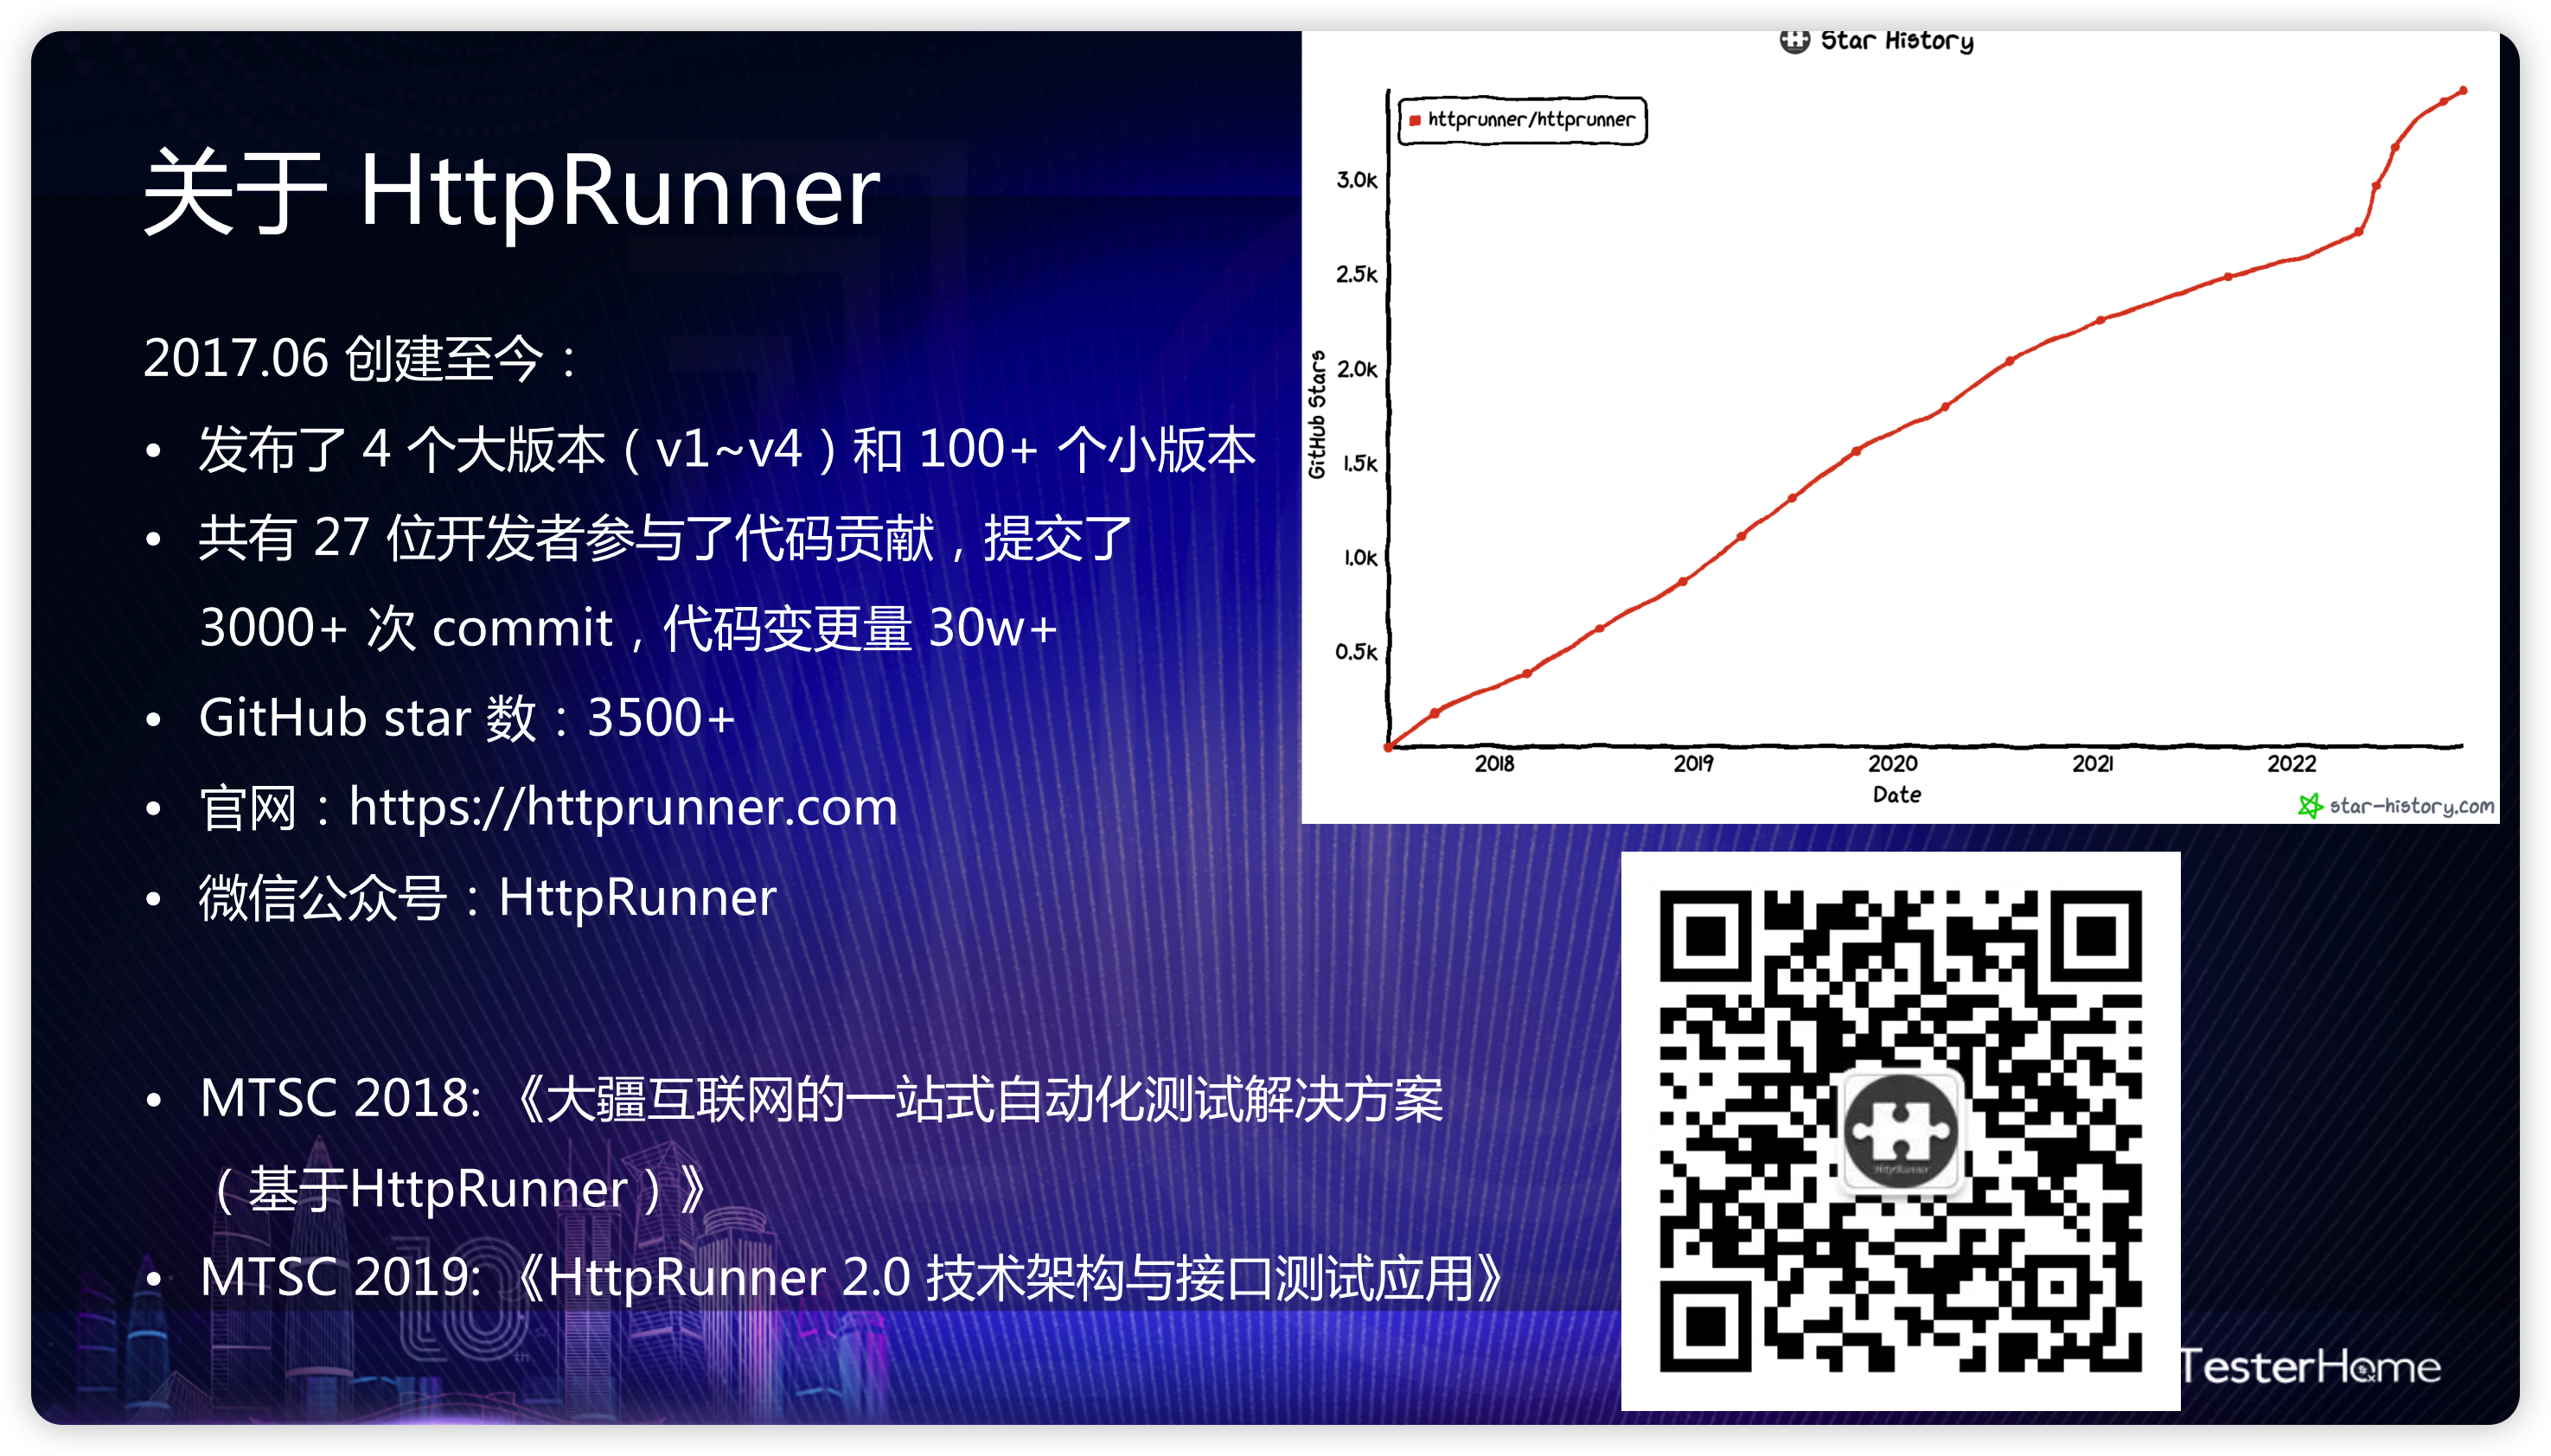 关于 HttpRunner
2017.06 创建至今：
• 发布了 4 个大版本（v1~v4）和 100+ 个小版本
• 共有 27 位开发者参与了代码贡献，提交了
3000+ 次 commit，代码变更量 30w+
• GitHub star 数：3500+
• 官网：https://httprunner.com
• 微信公众号：HttpRunner
• MTSC 2018: 《大疆互联网的一站式自动化测试解决方案
（基于HttpRunner）》
• MTSC 2019: 《HttpRunner 2.0 技术架构与接口测试应用》
Star History
httprunner/httprunner
GitHub Stars
3.0k
2.5k
2.0k
1.5k
1.0k
0.5k
2018 2019 2020 2021 2022
Date
star-history.com
HttpRunner
10th
TesterHome